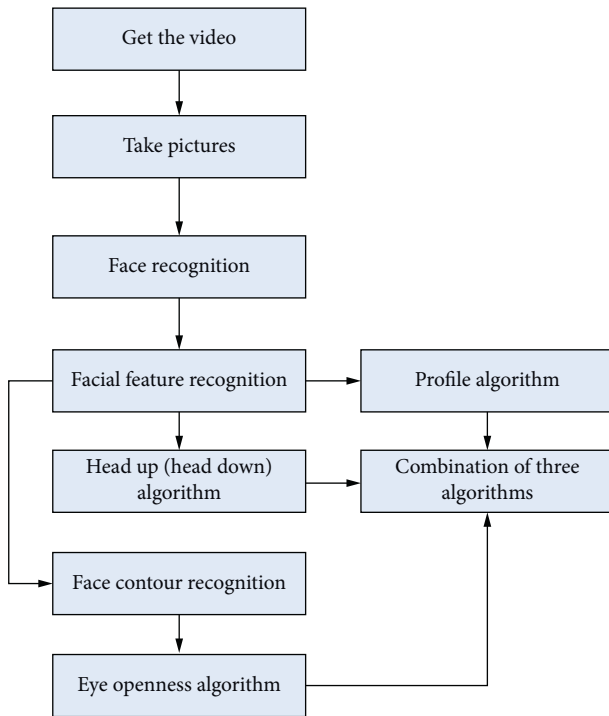 Get the video
Take pictures
Face recognition
Facial feature recognition
Profile algorithm
Head up (head down)
algorithm
Combination of three
algorithms
Face contour recognition
Eye openness algorithm